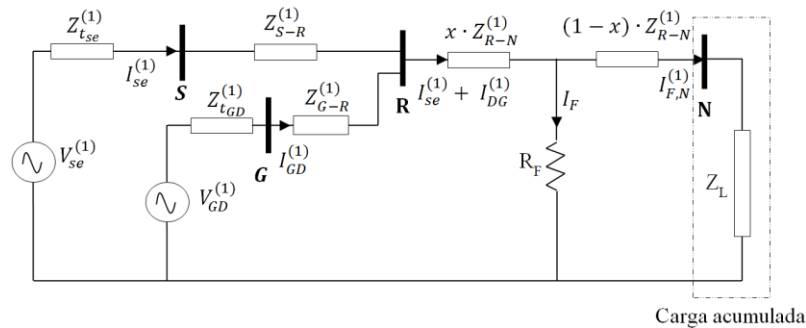 Z_{t_{se}}^{(1)}
Z_{S-R}^{(1)}
x · Z_{R-N}^{(1)}
(1 − x) · Z_{R-N}^{(1)}
I_{se}^{(1)}
S
Z_{t_{GD}}^{(1)}
Z_{G-R}^{(1)}
R
I_{se}^{(1)} + I_{DG}^{(1)}
I_F
I_{F,N}^{(1)}
N
V_{se}^{(1)}
G
I_{GD}^{(1)}
V_{GD}^{(1)}
R_F
Z_L
Carga acumulada